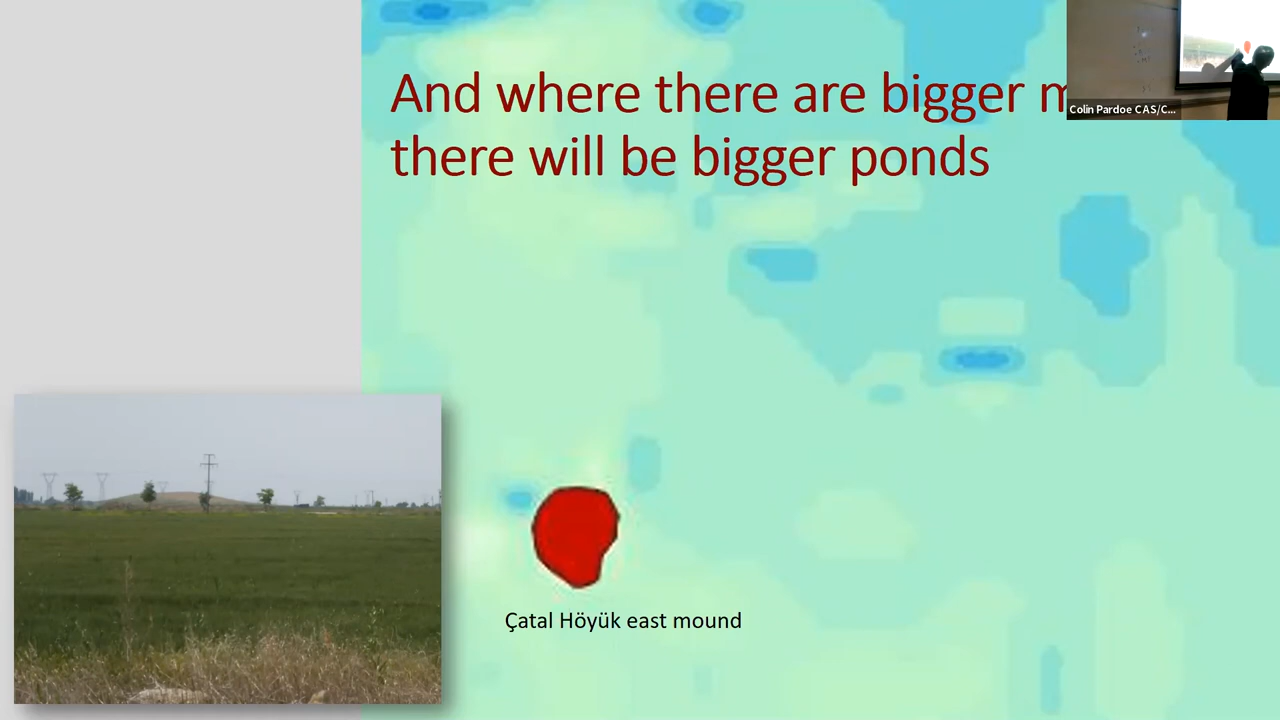 And where there are bigger
there will be bigger ponds
Colin Pardoe CAS/C...
Çatal Höyük east mound